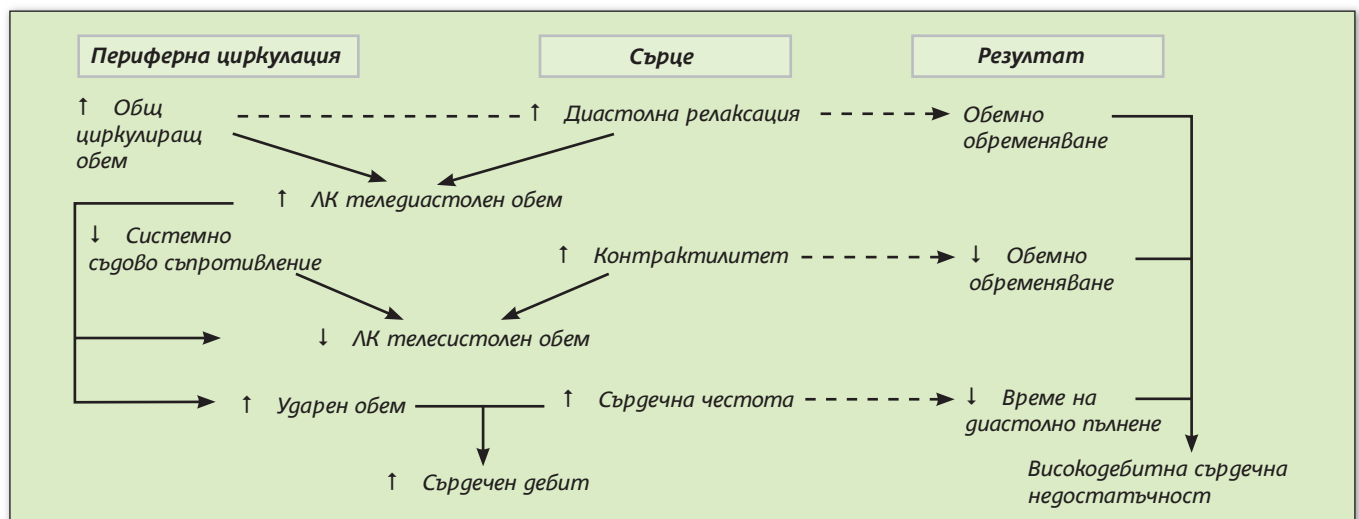 Периферна циркулация
Сърце
Резултат
↑ Общ
циркулиращ
обем
↑ Диастолна релаксация
Обемно
обременяване
↑ ЛК теледиастолен обем
↓ Системно
съдово съпротивление
↑ Контрактилитет
↓ Обемно
обременяване
↓ ЛК телесистолен обем
↑ Ударен обем
↑ Сърдечна честота
↓ Време на
диастолно пълнене
↑ Сърдечен дебит
Високодебитна сърдечна
недостатъчност